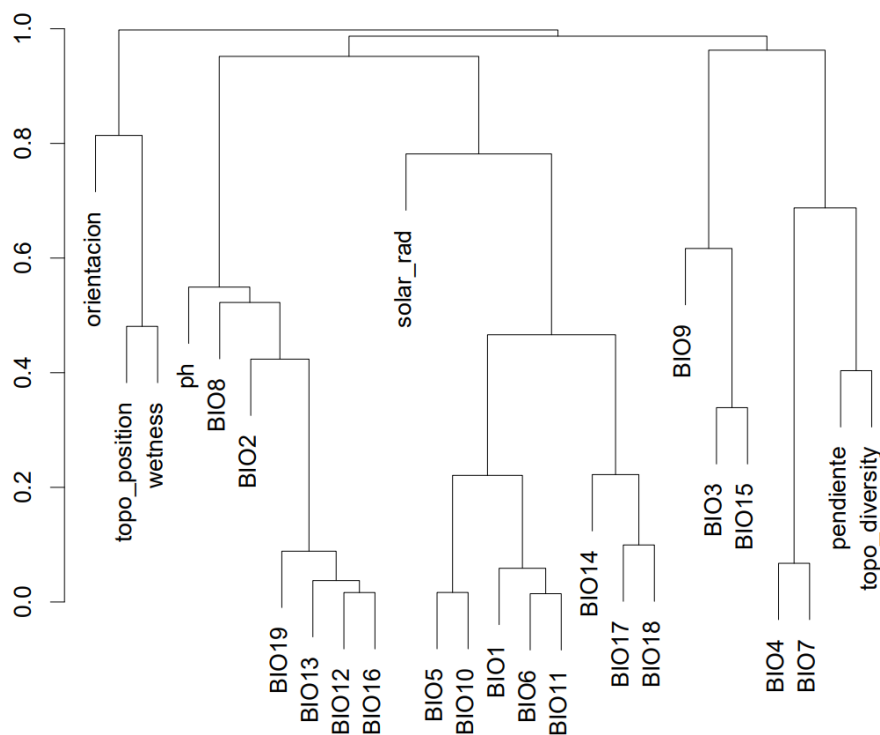 1.0
0.8
0.6
0.4
0.2
0.0
orientacion
topo_position
wetness
ph
BIO8
BIO2
BIO19
BIO13
BIO12
BIO16
solar_rad
BIO5
BIO10
BIO1
BIO6
BIO11
BIO14
BIO17
BIO18
BIO9
BIO3
BIO15
BIO4
BIO7
pendiente
topo_diversity